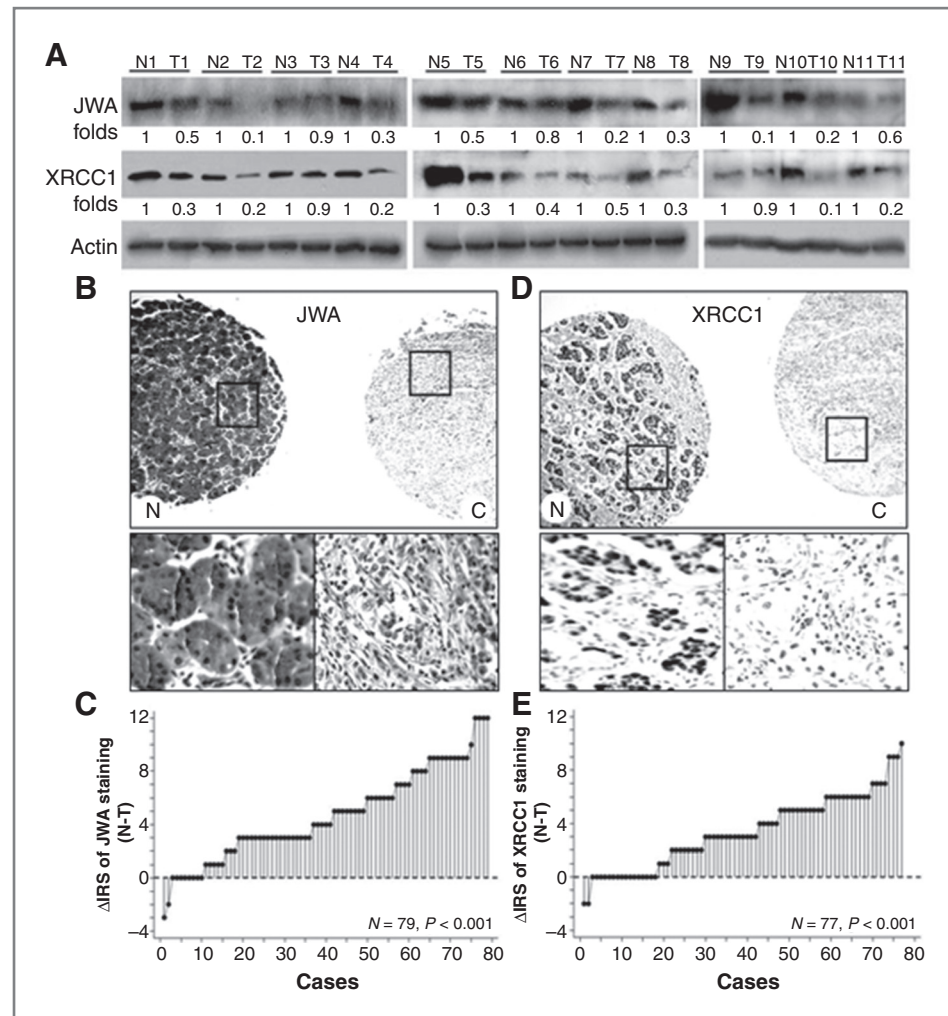 A
N1 T1 N2 T2 N3 T3 N4 T4 N5 T5 N6 T6 N7 T7 N8 T8 N9 T9 N10 T10 N11 T11
JWA
folds
1 0.5 1 0.1 1 0.9 1 0.3 1 0.5 1 0.8 1 0.2 1 0.3 1 0.1 1 0.2 1 0.6
XRCC1
folds
1 0.3 1 0.2 1 0.9 1 0.2 1 0.3 1 0.4 1 0.5 1 0.3 1 0.9 1 0.1 1 0.2
Actin
B
JWA
N C
D
XRCC1
N C
C
ΔIRS of JWA staining
(N-T)
12
8
4
0
–4
N = 79, P < 0.001
0 10 20 30 40 50 60 70 80
Cases
E
ΔIRS of XRCC1 staining
(N-T)
12
8
4
0
–4
N = 77, P < 0.001
0 10 20 30 40 50 60 70 80
Cases